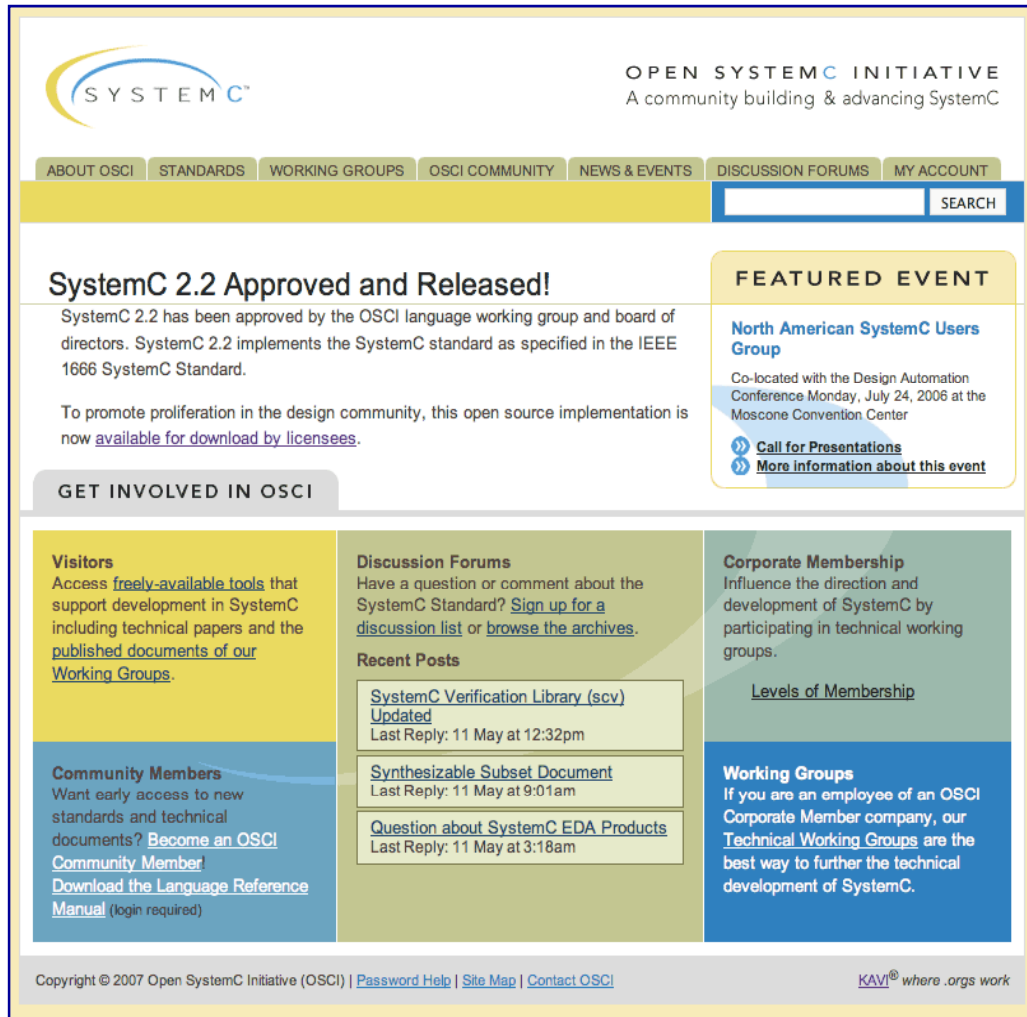 SYSTEMC™
OPEN SYSTEMC INITIATIVE
A community building & advancing SystemC
ABOUT OSCI STANDARDS WORKING GROUPS OSCI COMMUNITY NEWS & EVENTS DISCUSSION FORUMS MY ACCOUNT
SEARCH
SystemC 2.2 Approved and Released!
SystemC 2.2 has been approved by the OSCI language working group and board of
directors. SystemC 2.2 implements the SystemC standard as specified in the IEEE
1666 SystemC Standard.
To promote proliferation in the design community, this open source implementation is
now available for download by licensees.
FEATURED EVENT
North American SystemC Users
Group
Co-located with the Design Automation
Conference Monday, July 24, 2006 at the
Moscone Convention Center
Call for Presentations
More information about this event
GET INVOLVED IN OSCI
Visitors
Access freely-available tools that
support development in SystemC
including technical papers and the
published documents of our
Working Groups.
Community Members
Want early access to new
standards and technical
documents? Become an OSCI
Community Member!
Download the Language Reference
Manual (login required)
Discussion Forums
Have a question or comment about the
SystemC Standard? Sign up for a
discussion list or browse the archives.
Recent Posts
SystemC Verification Library (scv)
Updated
Last Reply: 11 May at 12:32pm
Synthesizable Subset Document
Last Reply: 11 May at 9:01am
Question about SystemC EDA Products
Last Reply: 11 May at 3:18am
Corporate Membership
Influence the direction and
development of SystemC by
participating in technical working
groups.
Levels of Membership
Working Groups
If you are an employee of an OSCI
Corporate Member company, our
Technical Working Groups are the
best way to further the technical
development of SystemC.
Copyright © 2007 Open SystemC Initiative (OSCI) | Password Help | Site Map | Contact OSCI
KAVI® where .orgs work